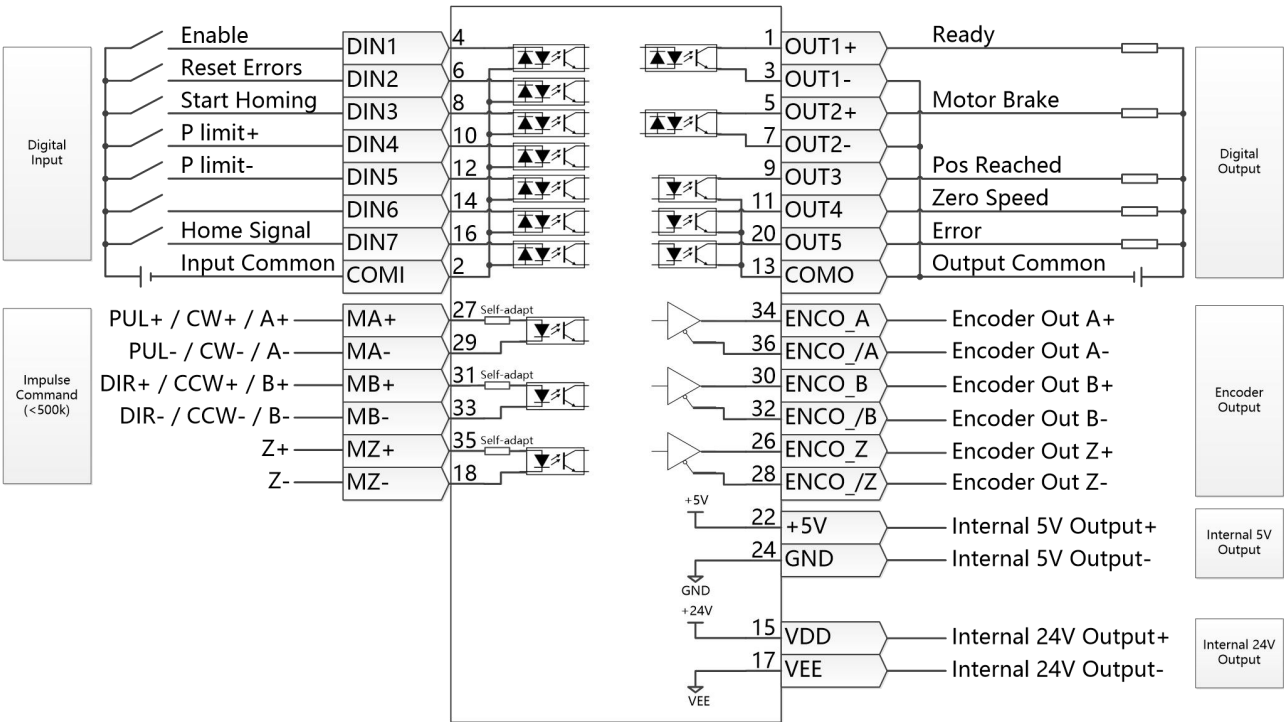 Digital
Input
Enable
DIN1
4
Reset Errors
DIN2
6
Start Homing
DIN3
8
P limit+
DIN4
10
P limit-
DIN5
12
DIN6
14
Home Signal
DIN7
16
Input Common
COMI
2
1
OUT1+
Ready
3
OUT1-
5
OUT2+
Motor Brake
7
OUT2-
9
OUT3
Pos Reached
11
OUT4
Zero Speed
20
OUT5
Error
13
COMO
Output Common
Digital
Output
Impulse
Command
(<500k)
PUL+ / CW+ / A+
MA+
27
Self-adapt
PUL- / CW- / A-
MA-
29
DIR+ / CCW+ / B+
MB+
31
Self-adapt
DIR- / CCW- / B-
MB-
33
Z+
MZ+
35
Self-adapt
Z-
MZ-
18
34
ENCO_A
Encoder Out A+
36
ENCO_/A
Encoder Out A-
30
ENCO_B
Encoder Out B+
32
ENCO_/B
Encoder Out B-
26
ENCO_Z
Encoder Out Z+
28
ENCO_/Z
Encoder Out Z-
Encoder
Output
+5V
22
+5V
Internal 5V Output+
24
GND
Internal 5V Output-
GND
Internal 5V
Output
+24V
15
VDD
Internal 24V Output+
17
VEE
Internal 24V Output-
VEE
Internal 24V
Output